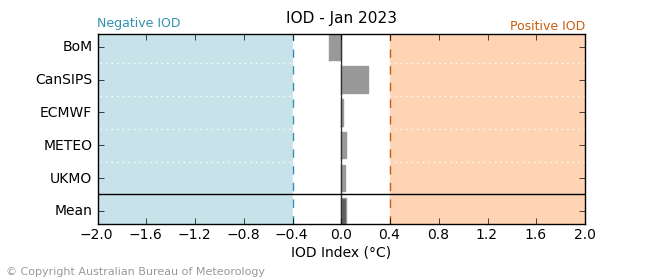 IOD - Jan 2023
Negative IOD
Positive IOD
BoM
CanSIPS
ECMWF
METEO
UKMO
Mean
−2.0 −1.6 −1.2 −0.8 −0.4 0.0 0.4 0.8 1.2 1.6 2.0
IOD Index (°C)
© Copyright Australian Bureau of Meteorology